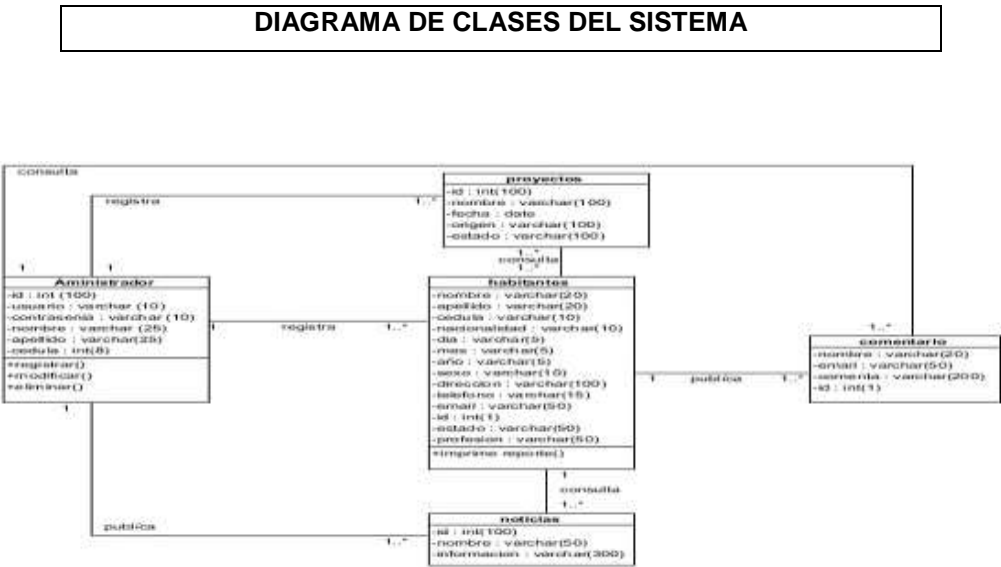 DIAGRAMA DE CLASES DEL SISTEMA
consulta
registra
1..*
proyectos
-id : int(100)
-nombre : varchar(100)
-fecha : date
-origen : varchar(100)
-estado : varchar(100)
1..*
consulta
1..*
1
1
Aministrador
-id : int (100)
-usuario : varchar (10)
-contrasenia : varchar (10)
-nombre : varchar (25)
-apellido : varchar(25)
-cedula : int(8)
+registrar()
+modificar()
+eliminar()
1
registra
1..*
1
habitantes
-nombre : varchar(20)
-apellido : varchar(20)
-cedula : varchar(10)
-nacionalidad : varchar(10)
-dia : varchar(5)
-mes : varchar(5)
-año : varchar(5)
-sexo : varchar(10)
-direccion : varchar(100)
-telefono : varchar(15)
-email : varchar(50)
-id : int(1)
-estado : varchar(50)
-profesion : varchar(50)
+imprime reporte()
1
publica
1..*
1..*
comentario
-nombre : varchar(20)
-email : varchar(50)
-comenta : varchar(200)
-id : int(1)
1
consulta
1..*
publica
1..*
noticias
-id : int(100)
-nombre : varchar(50)
-informacion : varchar(300)